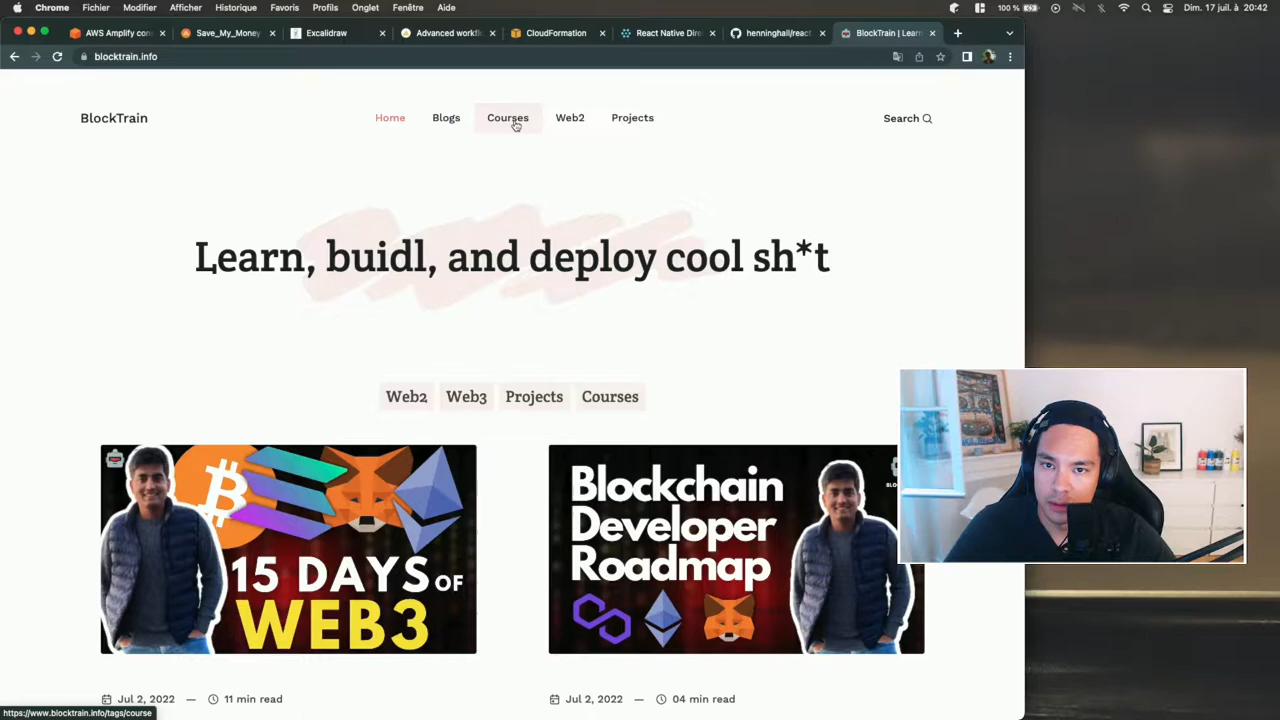 Chrome Fichier Modifier Afficher Historique Favoris Profils Onglet Fenêtre Aide 100 % Dim. 17 juil. à 20:42
AWS Amplify con Save_My_Money Excalidraw Advanced workfl CloudFormation React Native Dire henninghall/react BlockTrain | Learn
blocktrain.info
BlockTrain Home Blogs Courses Web2 Projects Search
Learn, buidl, and deploy cool sh*t
Web2 Web3 Projects Courses
15 DAYS OF
WEB3
Blockchain
Developer
Roadmap
Jul 2, 2022 — 11 min read
Jul 2, 2022 — 04 min read
https://www.blocktrain.info/tags/course